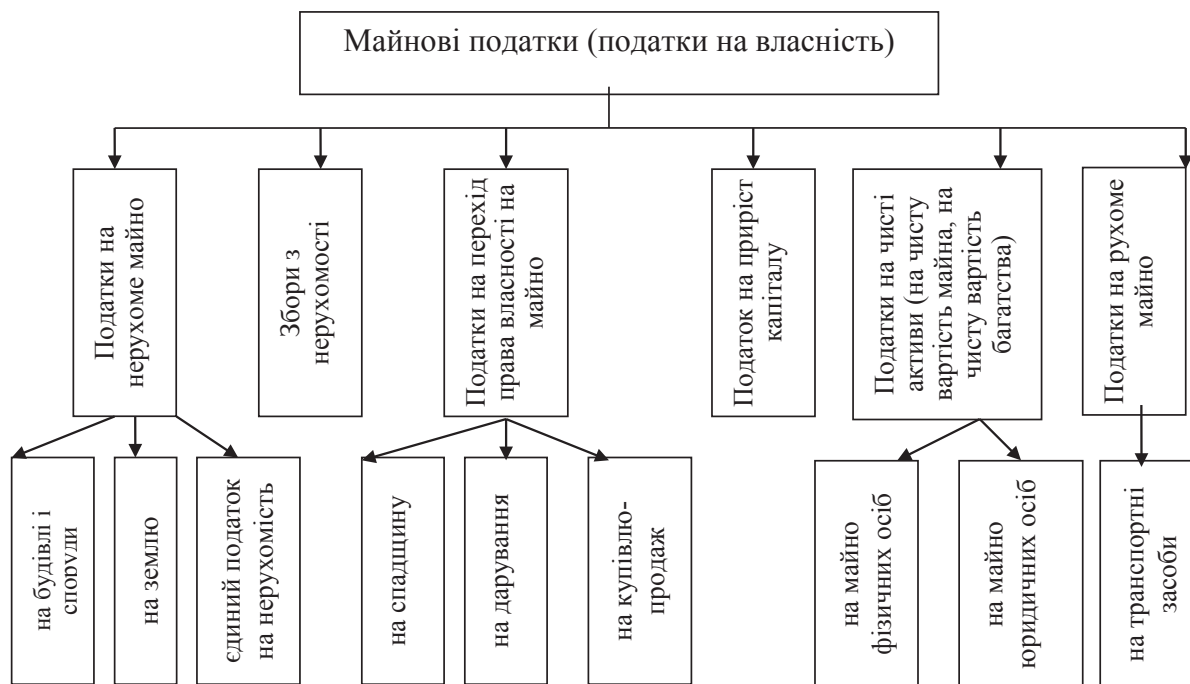 Майнові податки (податки на власність)
Податки на
нерухоме майно
Збори з
нерухомості
Податки на перехід
права власності на
майно
Податок на приріст
капіталу
Податки на чисті
активи (на чисту
вартість майна, на
чисту вартість
багатства)
Податки на рухоме
майно
на будівлі і
споруди
на землю
єдиний податок
на нерухомість
на спадщину
на дарування
на купівлю-
продаж
на майно
фізичних осіб
на майно
юридичних осіб
на транспортні
засоби